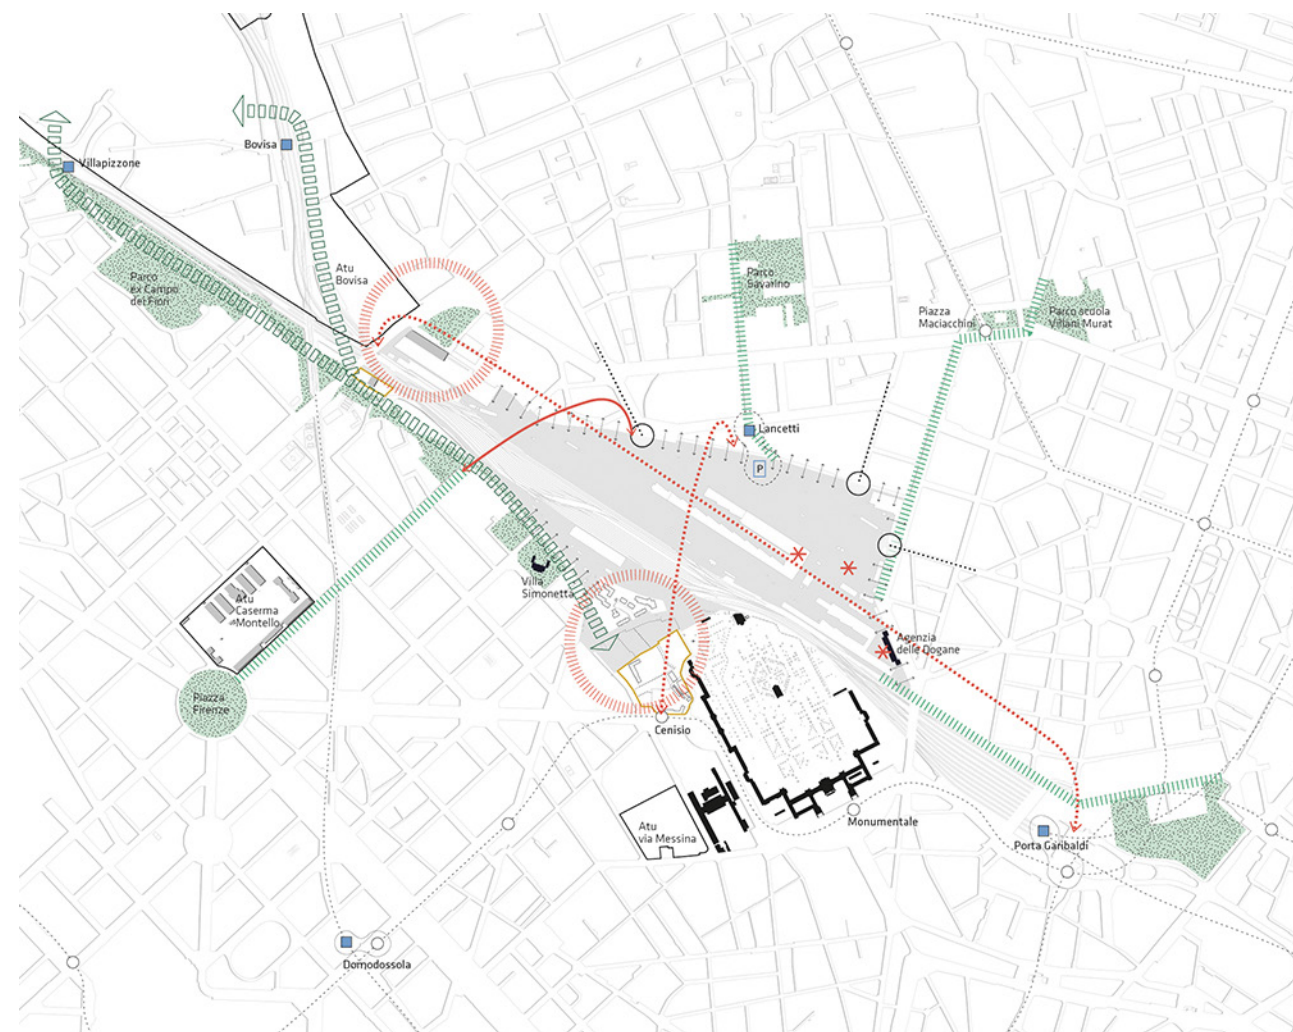 Bovisa
Villapizzone
Atu
Bovisa
Parco
ex Campo
dei Fiori
Parco
Savarino
Piazza
Maciacchini
Parco scuola
Villani Murat
Lancetti
P
Villa
Simonetta
Atu
Caserma
Montello
Agenzia
delle Dogane
Piazza
Firenze
Cenisio
Atu
via Messina
Monumentale
Porta Garibaldi
Domodossola